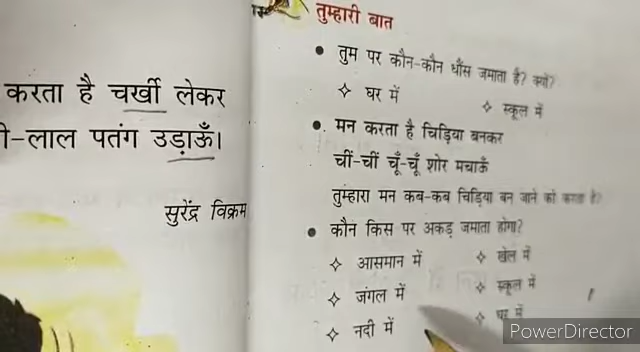 करता है चर्खी लेकर
ी-लाल पतंग उड़ाऊँ।
सुरेंद्र विक्रम
तुम्हारी बात
• तुम पर कौन-कौन धौंस जमाता है? क्यों?
✧ घर में ✧ स्कूल में
• मन करता है चिड़िया बनकर
चीं-चीं चूँ-चूँ शोर मचाऊँ
तुम्हारा मन कब-कब चिड़िया बन जाने को करता है?
• कौन किस पर अकड़ जमाता होगा?
✧ आसमान में ✧ खेल में
✧ जंगल में ✧ स्कूल में
✧ नदी में ✧ घर में
PowerDirector